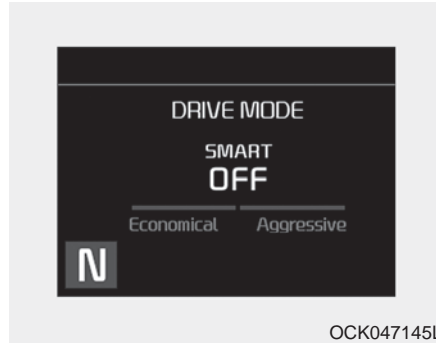 DRIVE MODE
SMART
OFF
Economical Aggressive
N
OCK047145L